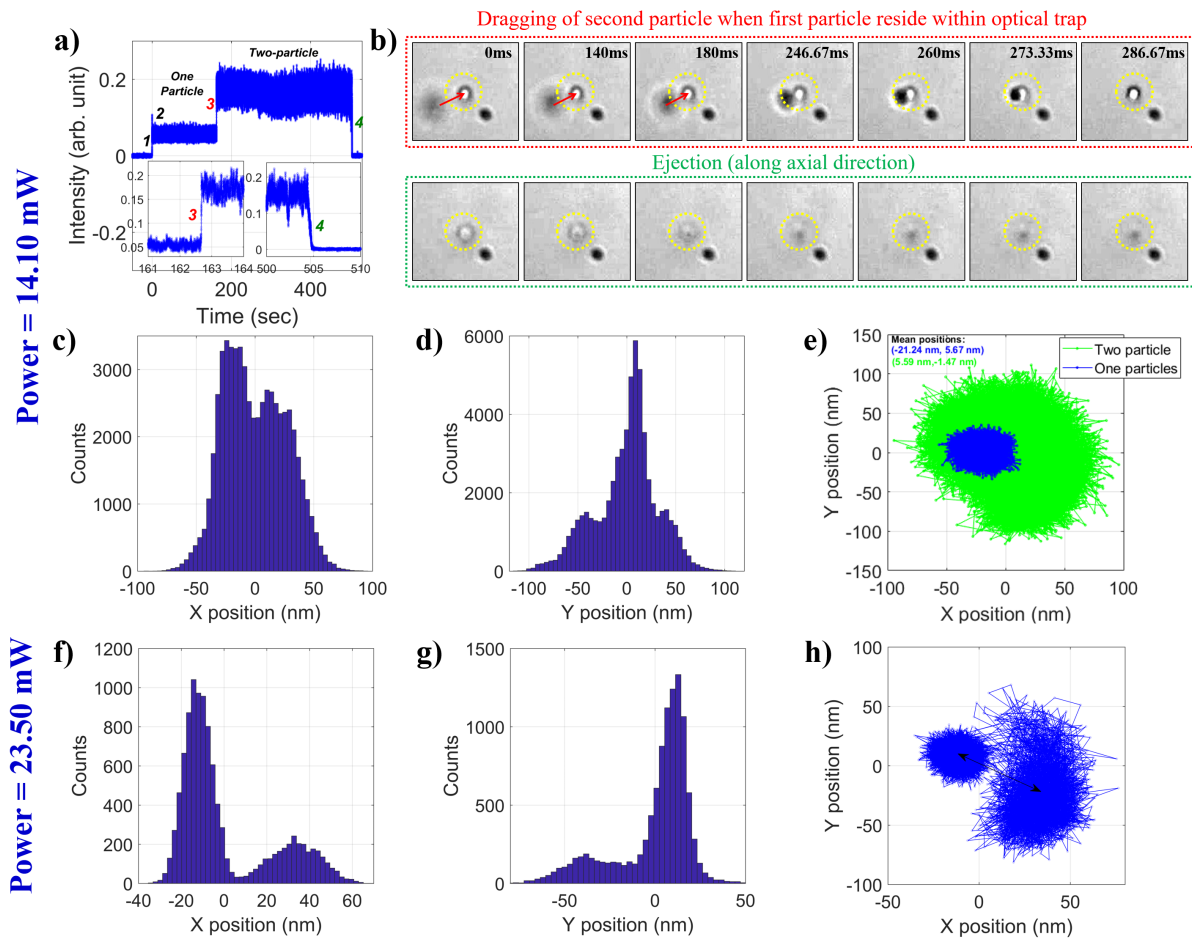 Power = 14.10 mW
a)
Intensity (arb. unit)
0.2
0
-0.2
One
Particle
Two-particle
1
2
3
4
0.2
0.15
0.1
0.05
3
161 162 163 164
0.2
0.1
0
4
500 505 510
0 200 400
Time (sec)
b)
Dragging of second particle when first particle reside within optical trap
0ms
140ms
180ms
246.67ms
260ms
273.33ms
286.67ms
Ejection (along axial direction)
c)
Counts
3000
2000
1000
0
-100 -50 0 50 100
X position (nm)
d)
Counts
6000
4000
2000
0
-100 -50 0 50 100
Y position (nm)
e)
Y position (nm)
150
100
50
0
-50
-100
-150
Mean positions:
(-21.24 nm, 5.67 nm)
(5.59 nm,-1.47 nm)
Two particle
One particles
-100 -50 0 50 100
X position (nm)
Power = 23.50 mW
f)
Counts
1200
1000
800
600
400
200
0
-40 -20 0 20 40 60
X position (nm)
g)
Counts
1500
1000
500
0
-50 0 50
Y position (nm)
h)
Y position (nm)
100
50
0
-50
-100
-50 0 50
X position (nm)